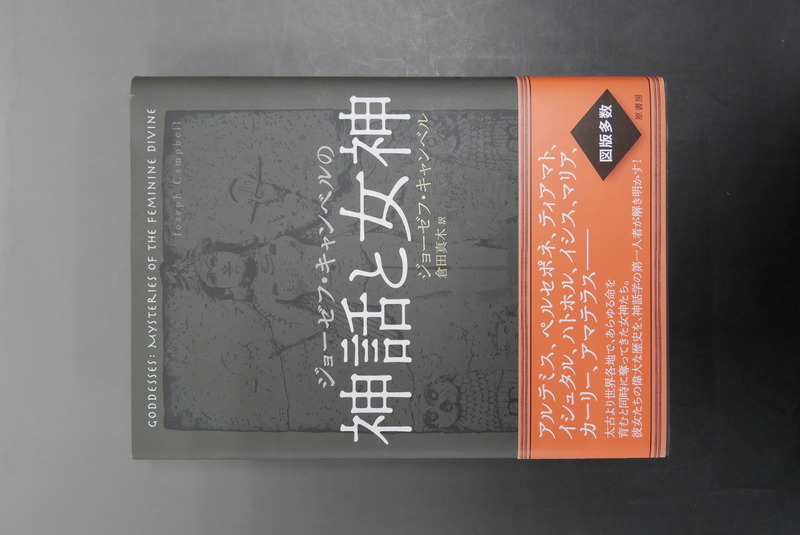 GODDESSES: MYSTERIES OF THE FEMININE DIVINE
Joseph Campbell
ジョーゼフ・キャンベルの
神話と女神
ジョーゼフ・キャンベル
倉田真木 訳
アルテミス、ペルセポネ、ティアマト、
イシュタル、ハトホル、イシス、マリア、
カーリー、アマテラス――
太古より世界各地で、あらゆる命を
育むと同時に奪ってきた女神たち。
彼女たちの偉大な歴史を、神話学の第一人者が解き明かす!
図版多数
原書房